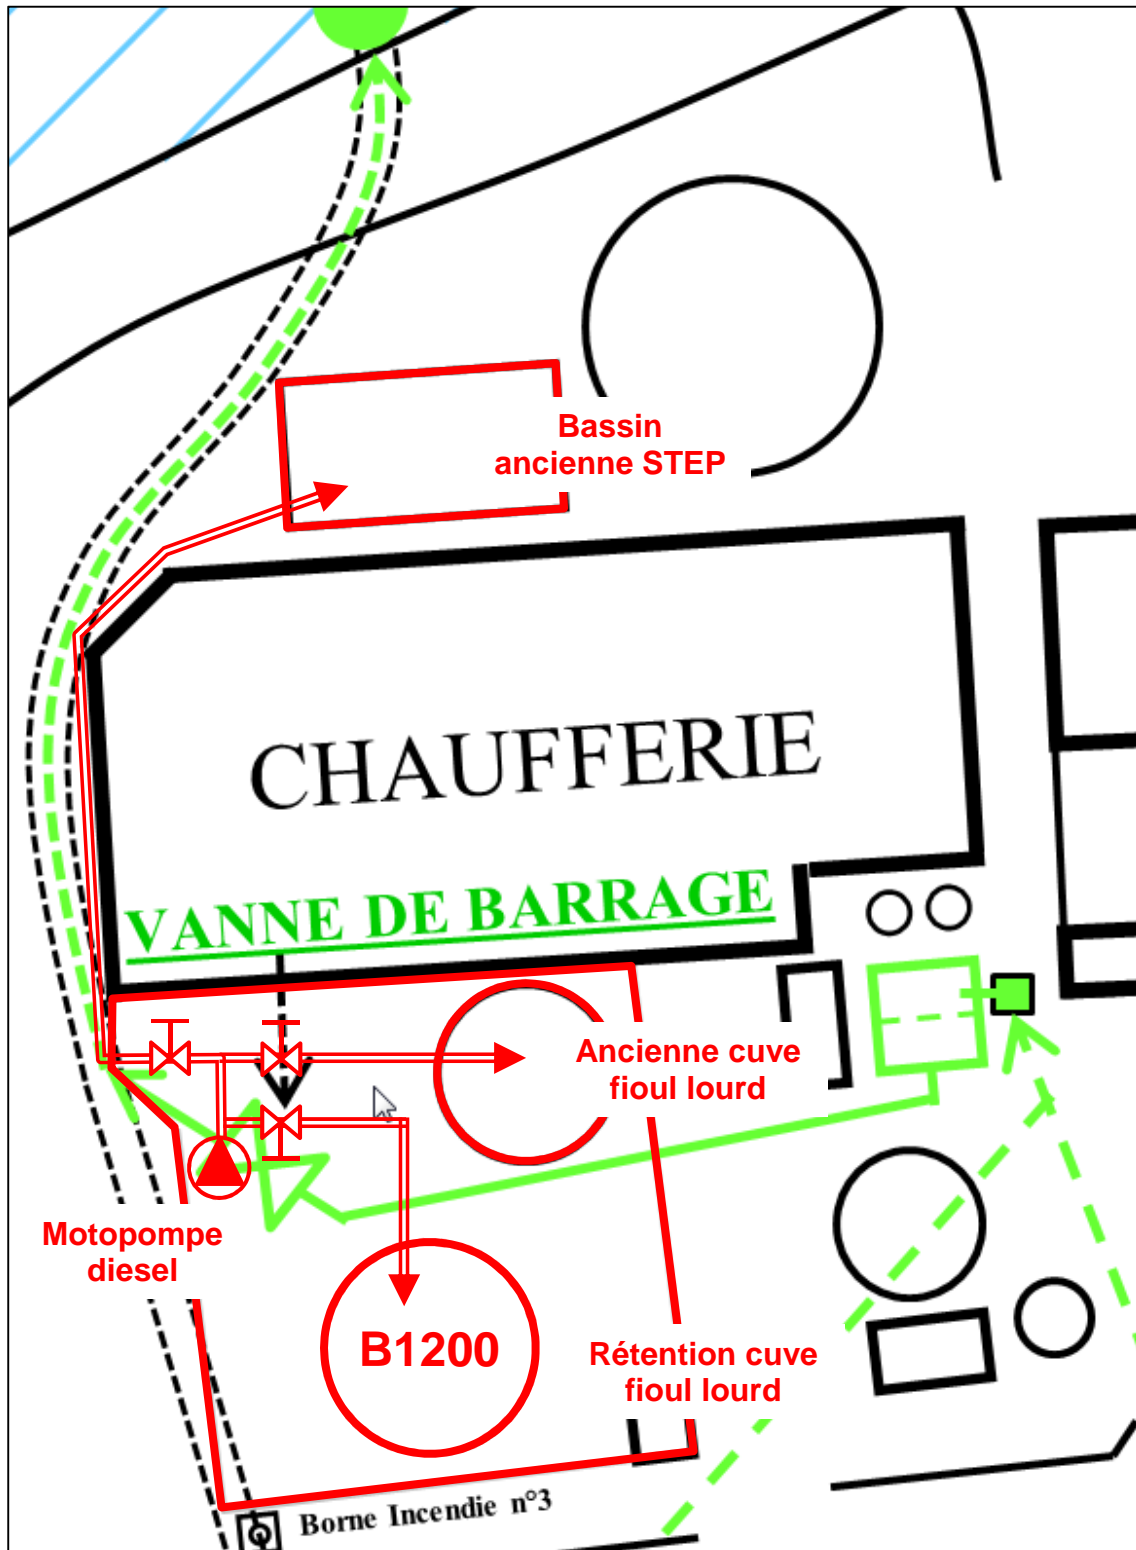 Bassin
ancienne STEP
CHAUFFERIE
VANNE DE BARRAGE
Ancienne cuve
fioul lourd
Motopompe
diesel
B1200
Rétention cuve
fioul lourd
Borne Incendie n°3